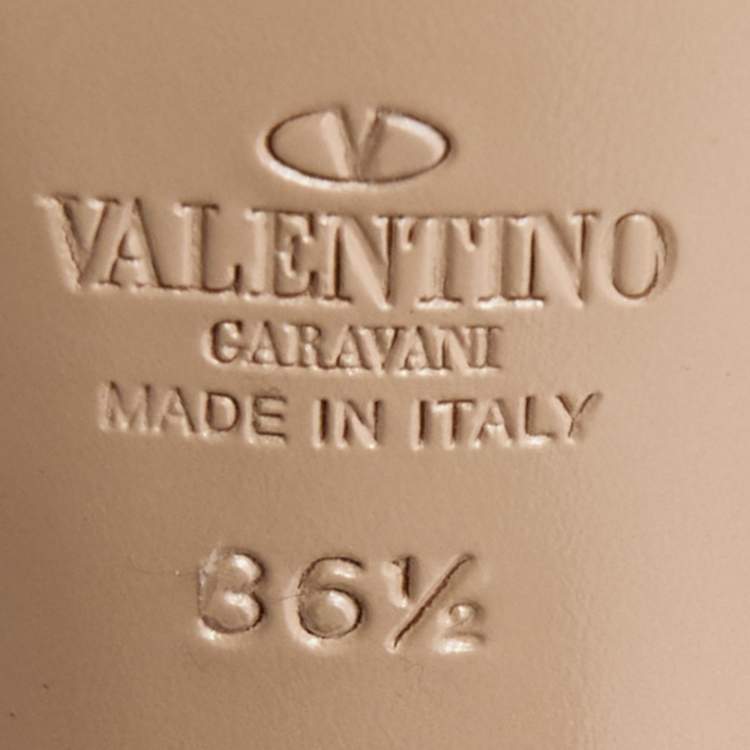 V
VALENTINO
GARAVANI
MADE IN ITALY
36½